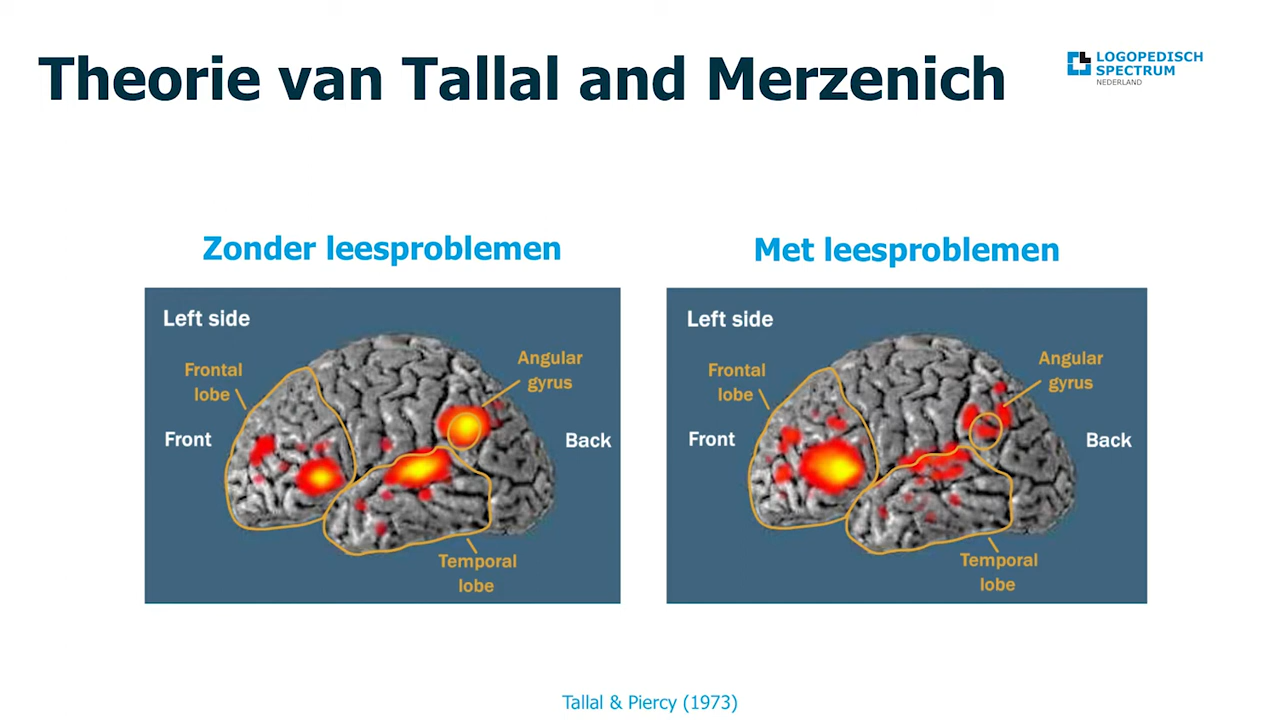 Theorie van Tallal and Merzenich
LOGOPEDISCH
SPECTRUM
NEDERLAND
Zonder leesproblemen
Met leesproblemen
Left side
Frontal
lobe
Angular
gyrus
Front
Back
Temporal
lobe
Left side
Frontal
lobe
Angular
gyrus
Front
Back
Temporal
lobe
Tallal & Piercy (1973)